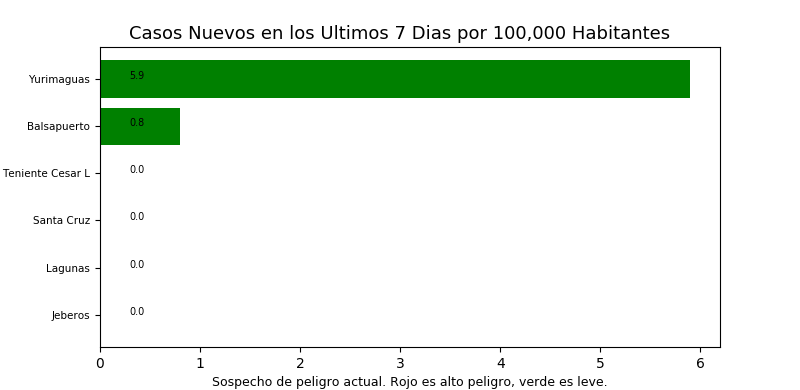 Casos Nuevos en los Ultimos 7 Dias por 100,000 Habitantes
Yurimaguas 5.9
Balsapuerto 0.8
Teniente Cesar L 0.0
Santa Cruz 0.0
Lagunas 0.0
Jeberos 0.0
0 1 2 3 4 5 6
Sospecho de peligro actual. Rojo es alto peligro, verde es leve.